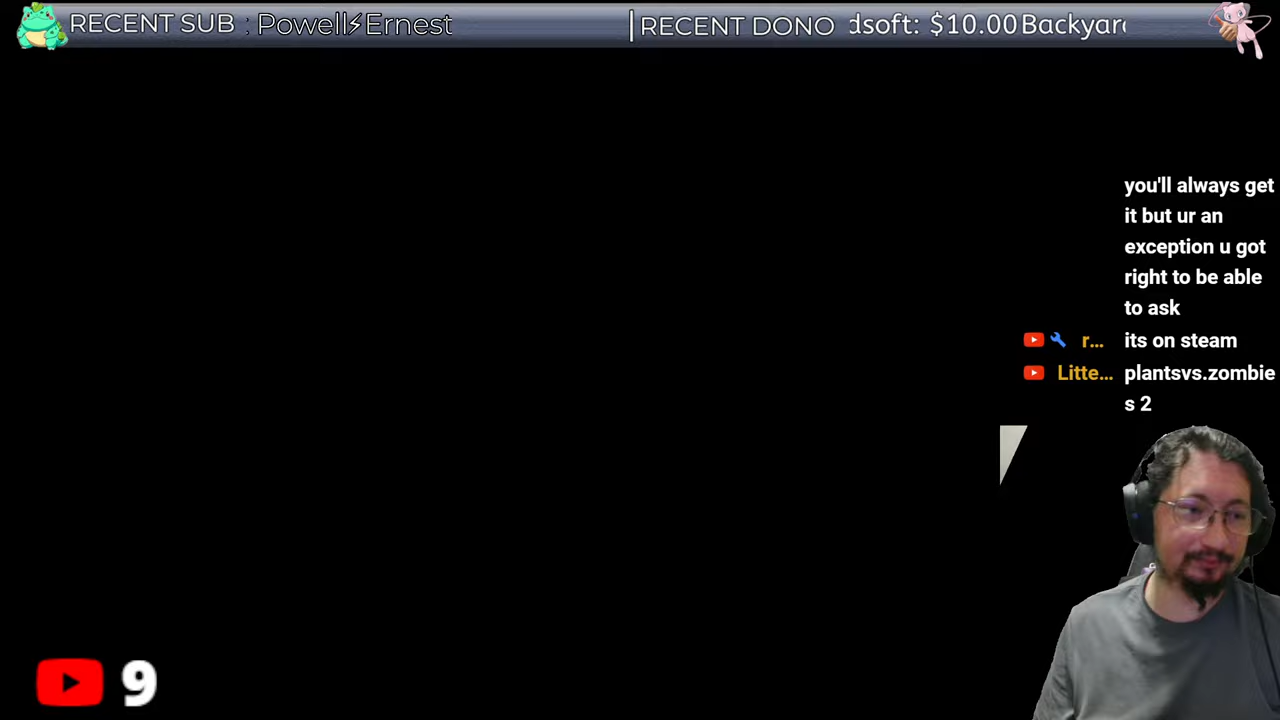 RECENT SUB : Powell⚡Ernest
RECENT DONO dsoft: $10.00 Backyar
you'll always get
it but ur an
exception u got
right to be able
to ask
r... its on steam
Litte... plantsvs.zombie
s 2
9